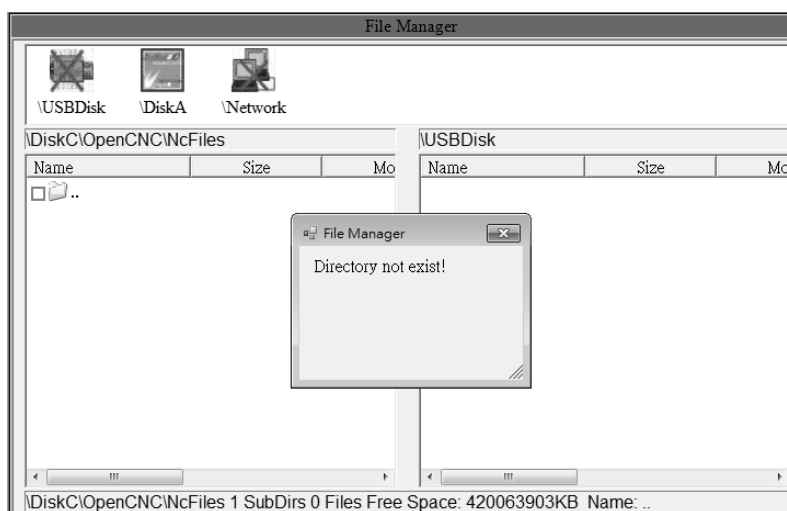 File Manager
\USBDisk \DiskA \Network
\DiskC\OpenCNC\NcFiles \USBDisk
Name Size Mo Name Size Mo
..
File Manager
Directory not exist!
\DiskC\OpenCNC\NcFiles 1 SubDirs 0 Files Free Space: 420063903KB Name: ..